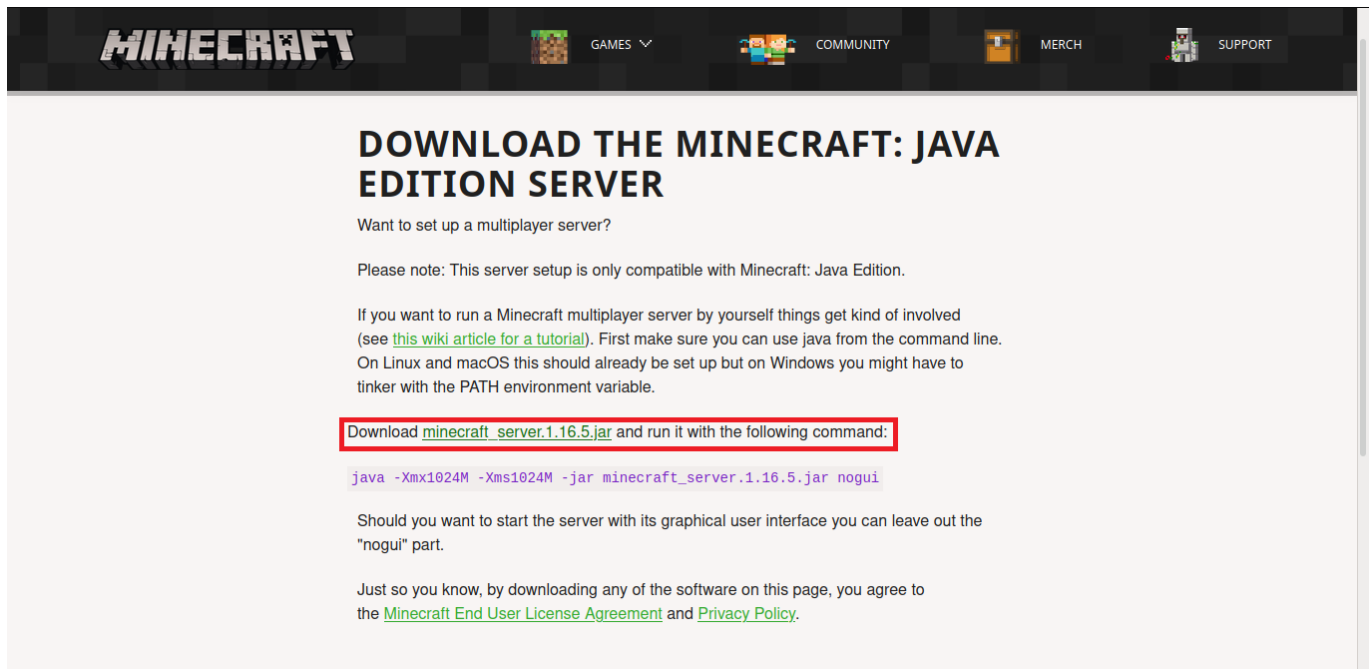 MINECRAFT
GAMES
COMMUNITY
MERCH
SUPPORT
DOWNLOAD THE MINECRAFT: JAVA
EDITION SERVER
Want to set up a multiplayer server?
Please note: This server setup is only compatible with Minecraft: Java Edition.
If you want to run a Minecraft multiplayer server by yourself things get kind of involved
(see this wiki article for a tutorial). First make sure you can use java from the command line.
On Linux and macOS this should already be set up but on Windows you might have to
tinker with the PATH environment variable.
Download minecraft_server.1.16.5.jar and run it with the following command:
java -Xmx1024M -Xms1024M -jar minecraft_server.1.16.5.jar nogui
Should you want to start the server with its graphical user interface you can leave out the
"nogui" part.
Just so you know, by downloading any of the software on this page, you agree to
the Minecraft End User License Agreement and Privacy Policy.